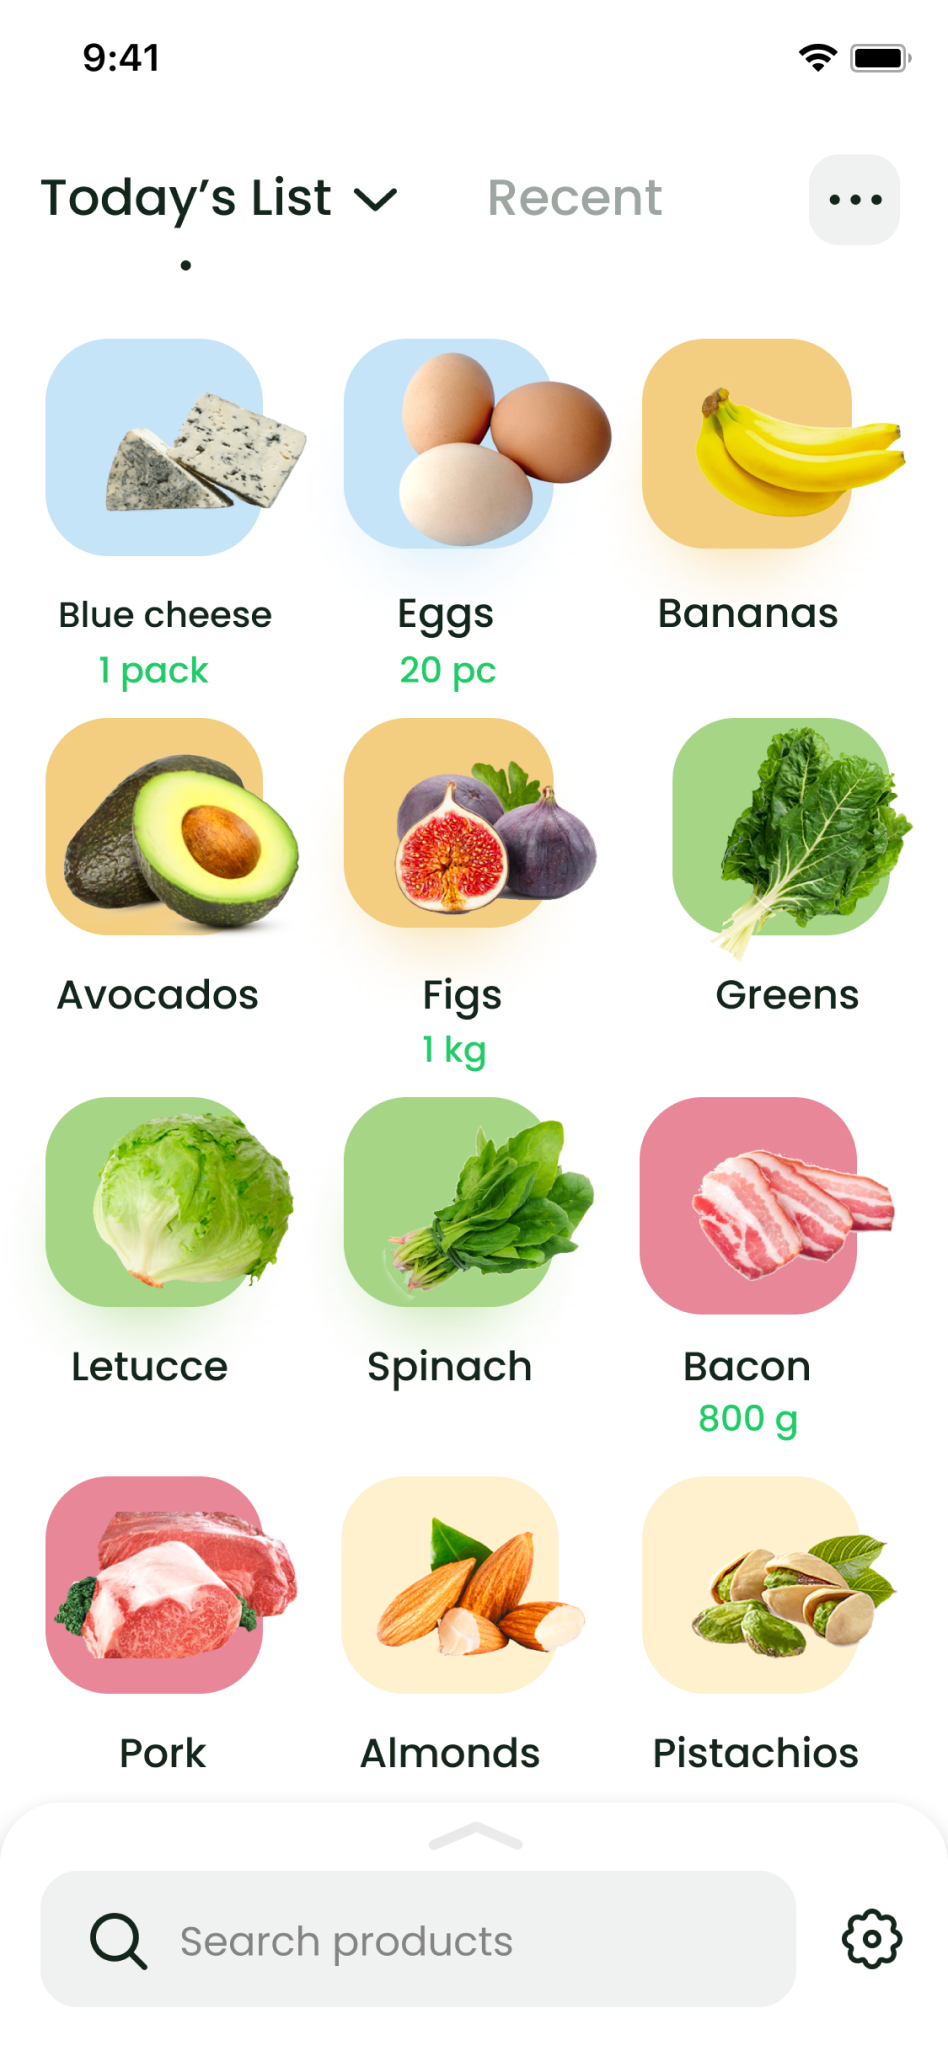 9:41
Today’s List
Recent
Blue cheese
Eggs
Bananas
1 pack
20 pc
Avocados
Figs
Greens
1 kg
Letucce
Spinach
Bacon
800 g
Pork
Almonds
Pistachios
Search products